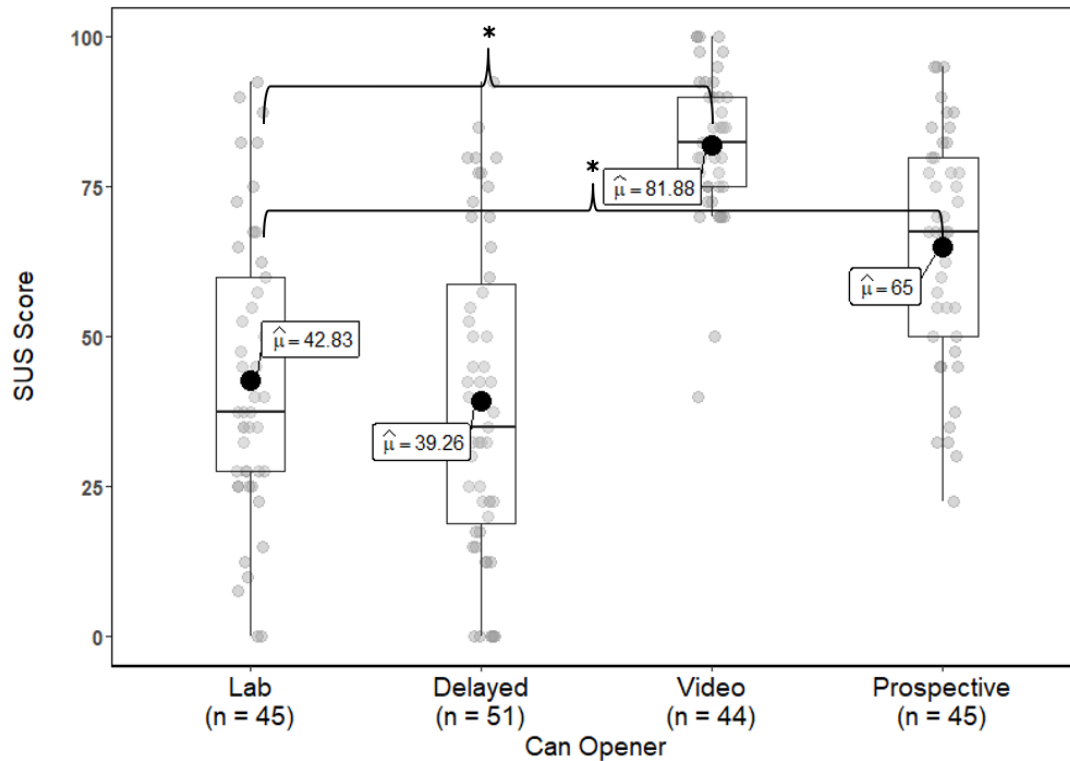 *
100
*
μ̂ = 81.88
75
μ̂ = 65
SUS Score
50
μ̂ = 42.83
μ̂ = 39.26
25
0
Lab
(n = 45)
Delayed
(n = 51)
Video
(n = 44)
Prospective
(n = 45)
Can Opener